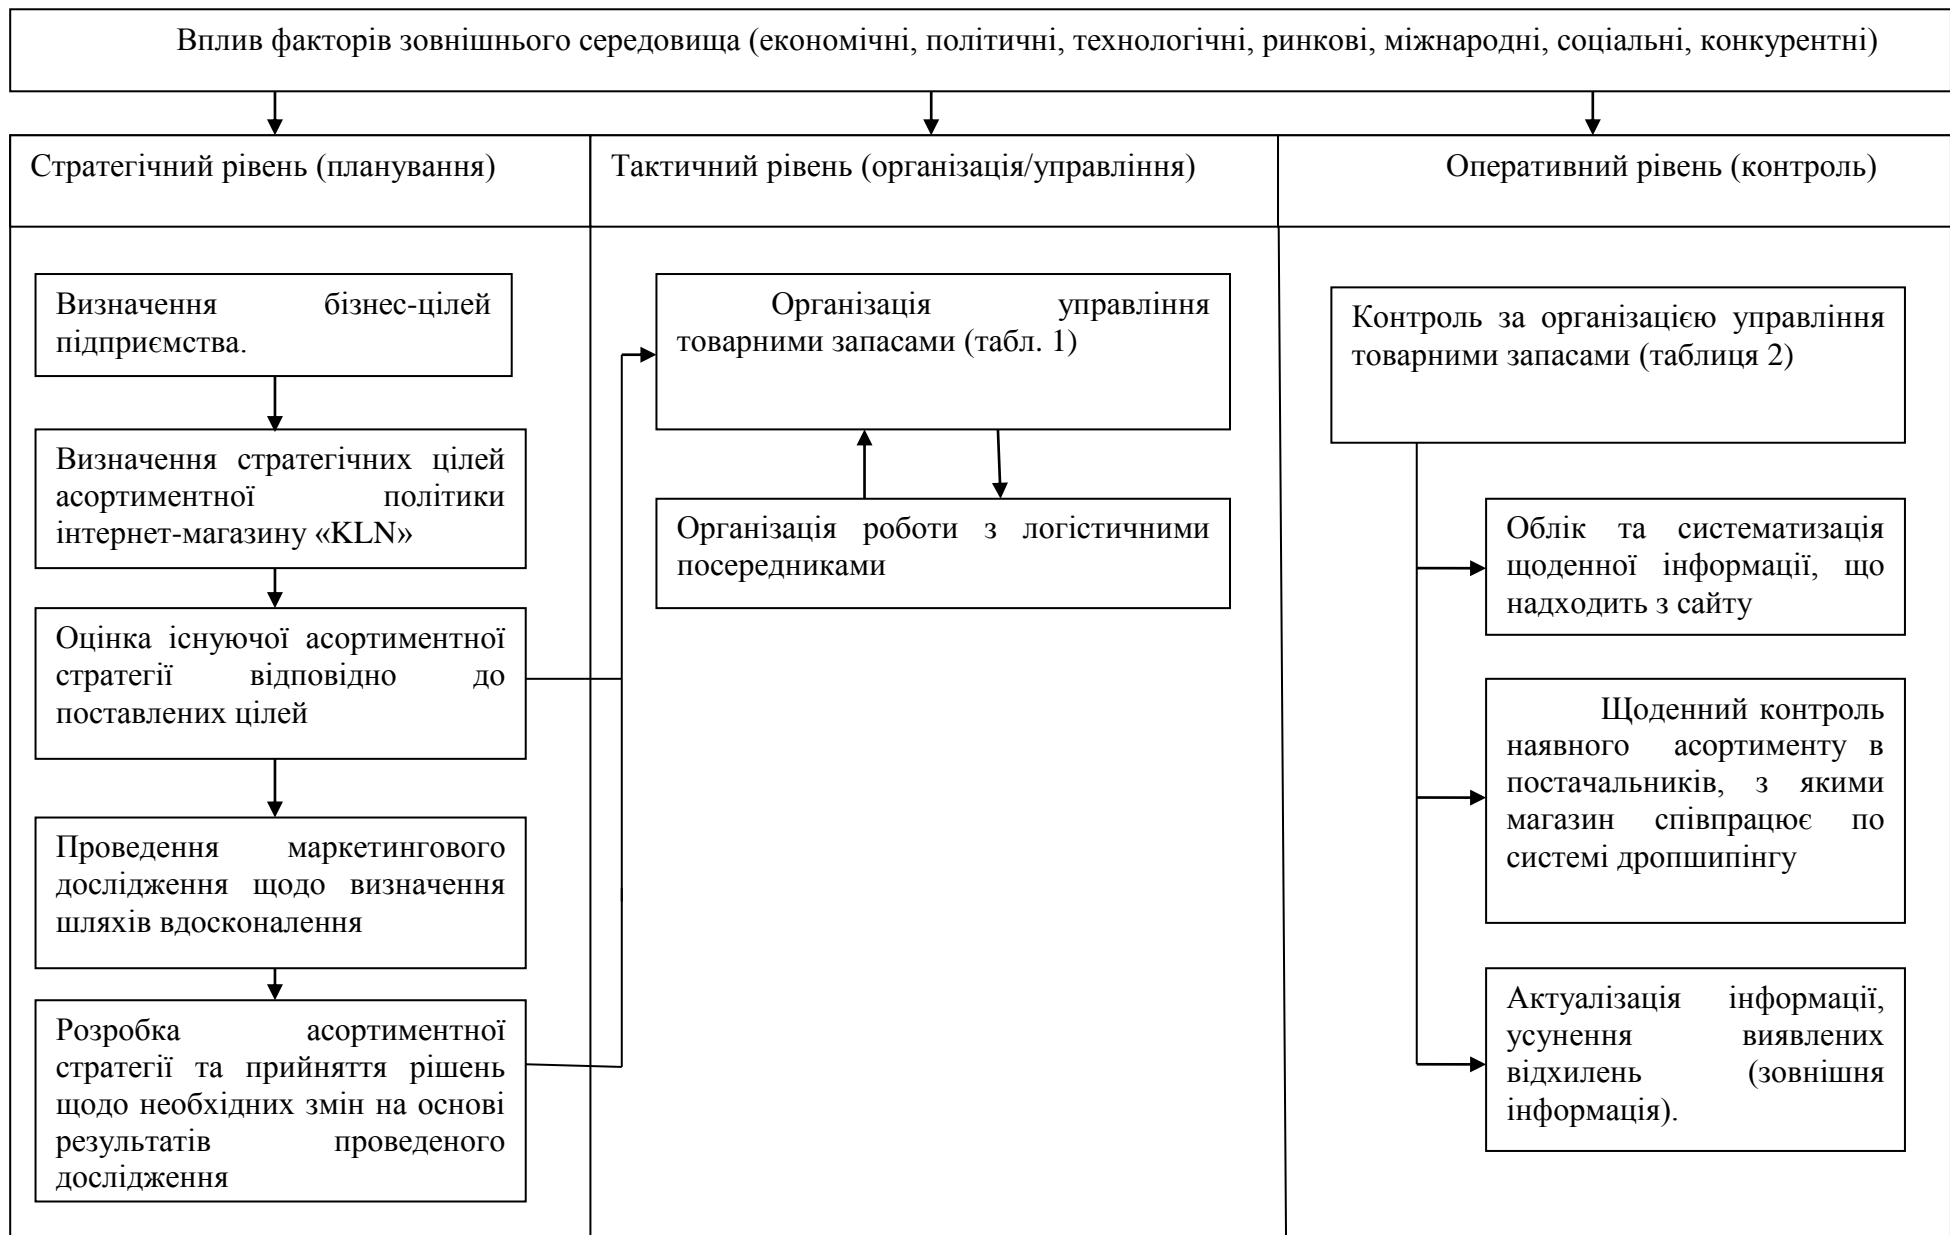 Вплив факторів зовнішнього середовища (економічні, політичні, технологічні, ринкові, міжнародні, соціальні, конкурентні)
Стратегічний рівень (планування)
Тактичний рівень (організація/управління)
Оперативний рівень (контроль)
Визначення бізнес-цілей
підприємства.
Визначення стратегічних цілей
асортиментної політики
інтернет-магазину «KLN»
Оцінка існуючої асортиментної
стратегії відповідно до
поставлених цілей
Проведення маркетингового
дослідження щодо визначення
шляхів вдосконалення
Розробка асортиментної
стратегії та прийняття рішень
щодо необхідних змін на основі
результатів проведеного
дослідження
Організація управління
товарними запасами (табл. 1)
Організація роботи з логістичними
посередниками
Контроль за організацією управління
товарними запасами (таблиця 2)
Облік та систематизація
щоденної інформації, що
надходить з сайту
Щоденний контроль
наявного асортименту в
постачальників, з якими
магазин співпрацює по
системі дропшипінгу
Актуалізація інформації,
усунення виявлених
відхилень (зовнішня
інформація).